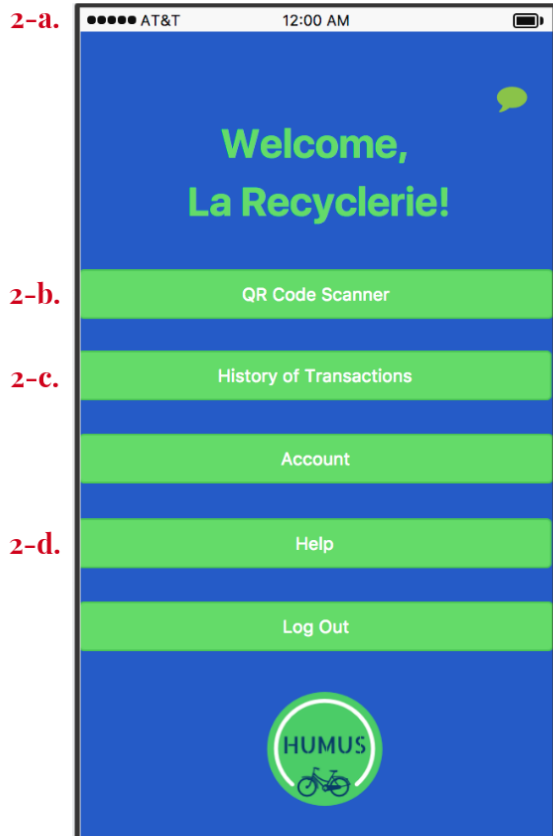 2-a.
AT&T 12:00 AM
Welcome,
La Recyclerie!
2-b. QR Code Scanner
2-c. History of Transactions
Account
2-d. Help
Log Out
HUMUS